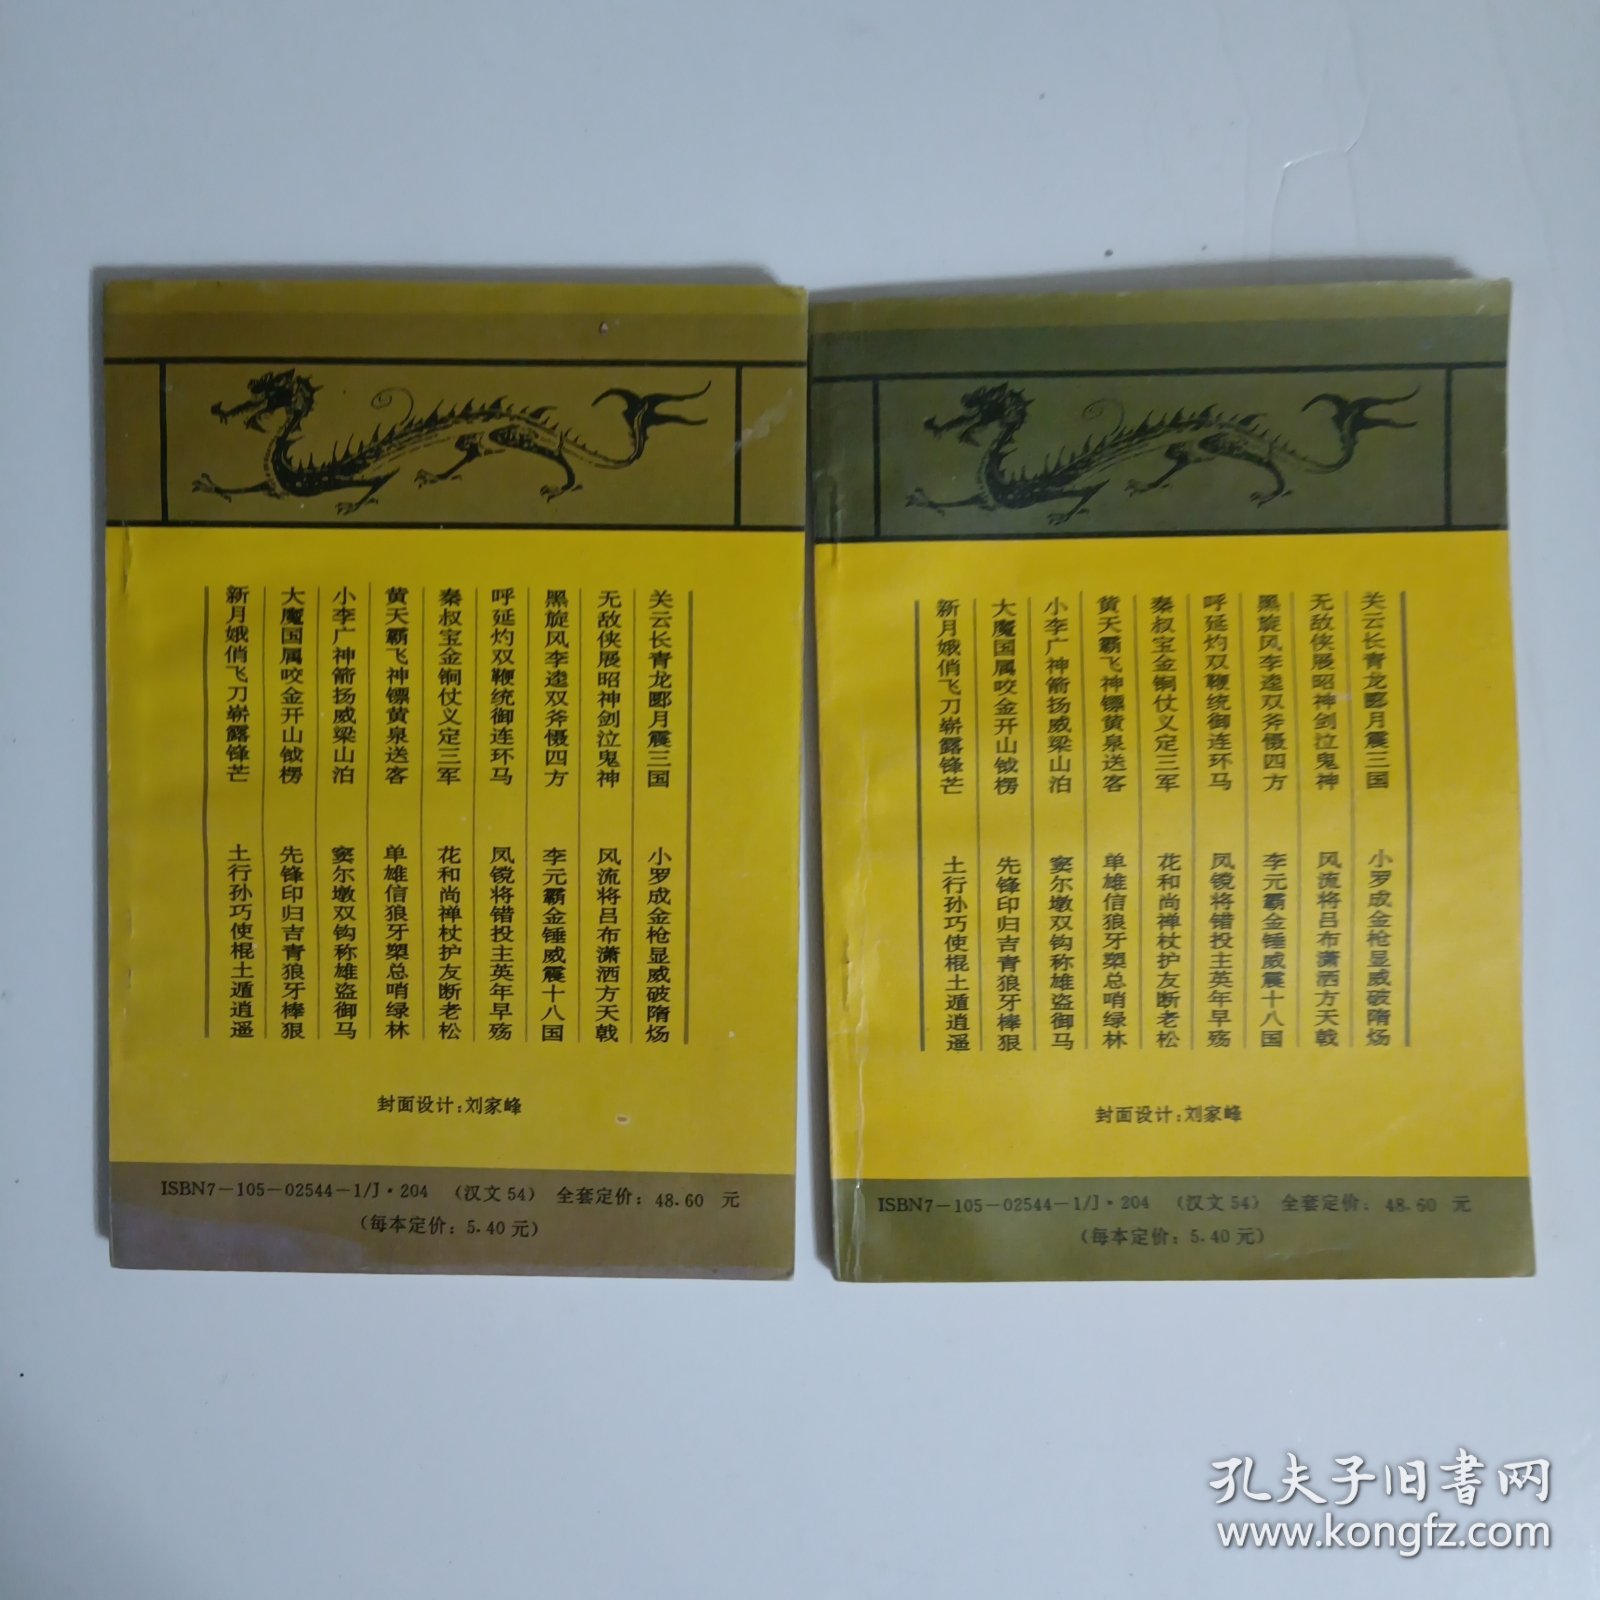 关云长青龙郾月震三国
小罗成金枪显威破隋炀
无敌侠展昭神剑泣鬼神
风流将吕布潇洒方天戟
黑旋风李逵双斧慑四方
李元霸金锤威震十八国
呼延灼双鞭统御连环马
凤镜将错投主英年早殇
秦叔宝金锏仗义定三军
花和尚禅杖护友断老松
黄天霸飞神镖黄泉送客
单雄信狼牙槊总哨绿林
小李广神箭扬威梁山泊
窦尔墩双钩称雄盗御马
大魔国属咬金开山钺楞
先锋印归吉青狼牙棒狠
新月娥俏飞刀崭露锋芒
土行孙巧使棍土遁逍遥
封面设计:刘家峰
ISBN7-105-02544-1/J·204 (汉文54) 全套定价: 48.60 元
(每本定价: 5.40元)
关云长青龙郾月震三国
小罗成金枪显威破隋炀
无敌侠展昭神剑泣鬼神
风流将吕布潇洒方天戟
黑旋风李逵双斧慑四方
李元霸金锤威震十八国
呼延灼双鞭统御连环马
凤镜将错投主英年早殇
秦叔宝金锏仗义定三军
花和尚禅杖护友断老松
黄天霸飞神镖黄泉送客
单雄信狼牙槊总哨绿林
小李广神箭扬威梁山泊
窦尔墩双钩称雄盗御马
大魔国属咬金开山钺楞
先锋印归吉青狼牙棒狠
新月娥俏飞刀崭露锋芒
土行孙巧使棍土遁逍遥
封面设计:刘家峰
ISBN7-105-02544-1/J·204 (汉文54) 全套定价: 48.60 元
(每本定价: 5.40元)
孔夫子旧书网
www.kongfz.com